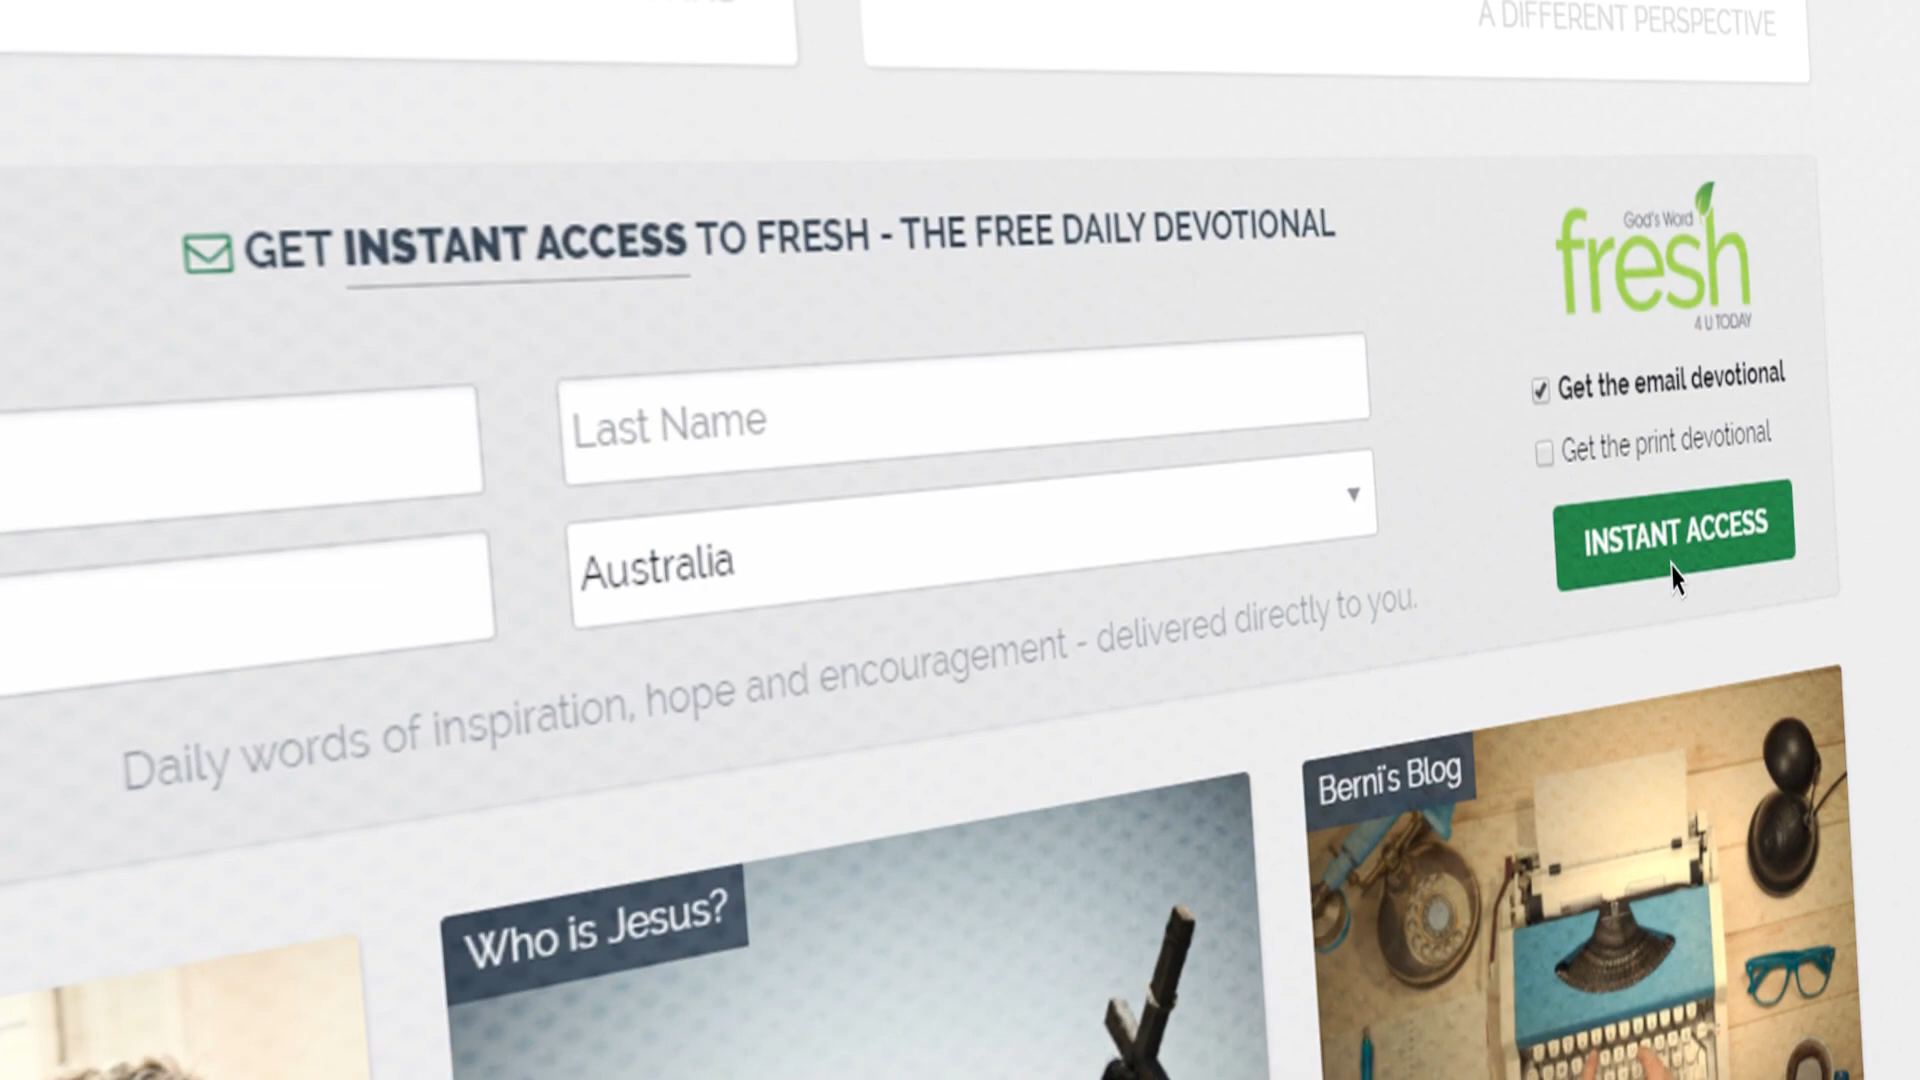 A DIFFERENT PERSPECTIVE
GET INSTANT ACCESS TO FRESH - THE FREE DAILY DEVOTIONAL
God's Word
fresh
4 U TODAY
Last Name
Get the email devotional
Get the print devotional
Australia
INSTANT ACCESS
Daily words of inspiration, hope and encouragement - delivered directly to you.
Berni's Blog
Who is Jesus?